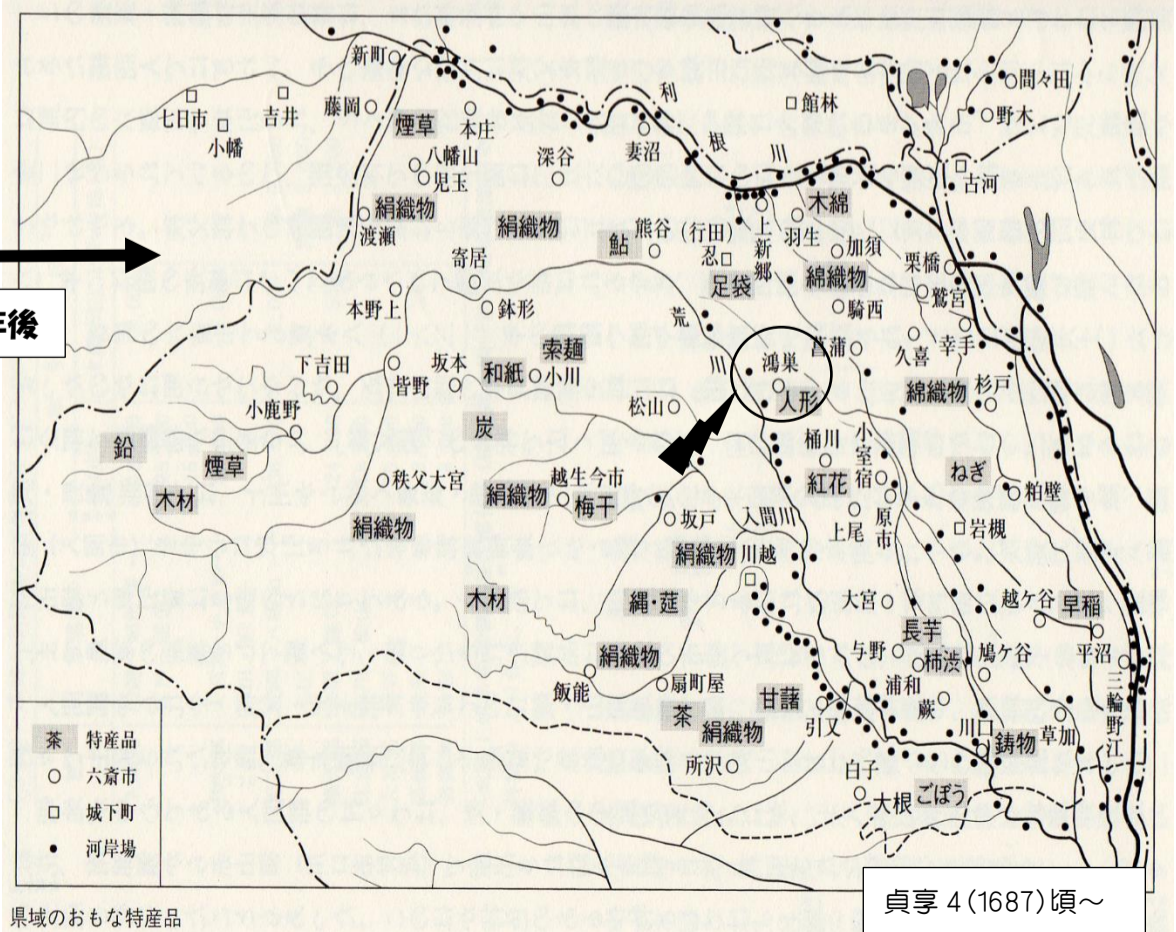 新町
七日市
吉井
小幡
藤岡
煙草
本庄
八幡山
児玉
深谷
妻沼
利根川
館林
間々田
野木
古河
絹織物
渡瀬
絹織物
鮎
熊谷
(行田)
忍
足袋
上新郷
羽生
木綿
加須
綿織物
騎西
栗橋
鷲宮
年後
寄居
本野上
鉢形
荒川
索麺
小川
和紙
坂本
皆野
下吉田
小鹿野
鴻巣
人形
菖蒲
久喜
幸手
綿織物
杉戸
松山
桶川
小室宿
鉛
煙草
木材
炭
秩父大宮
絹織物
越生今市
絹織物
梅干
坂戸
紅花
上尾
原市
ねぎ
粕壁
岩槻
入間川
絹織物
川越
木材
縄・莚
大宮
越ケ谷
早稲
長芋
与野
柿渋
鳩ケ谷
平沼
三輪野江
絹織物
飯能
扇町屋
茶
絹織物
甘藷
引又
浦和
蕨
川口
鋳物
草加
所沢
白子
大根
ごぼう
茶 特産品
六斎市
城下町
河岸場
県域のおもな特産品
貞享4(1687)頃~